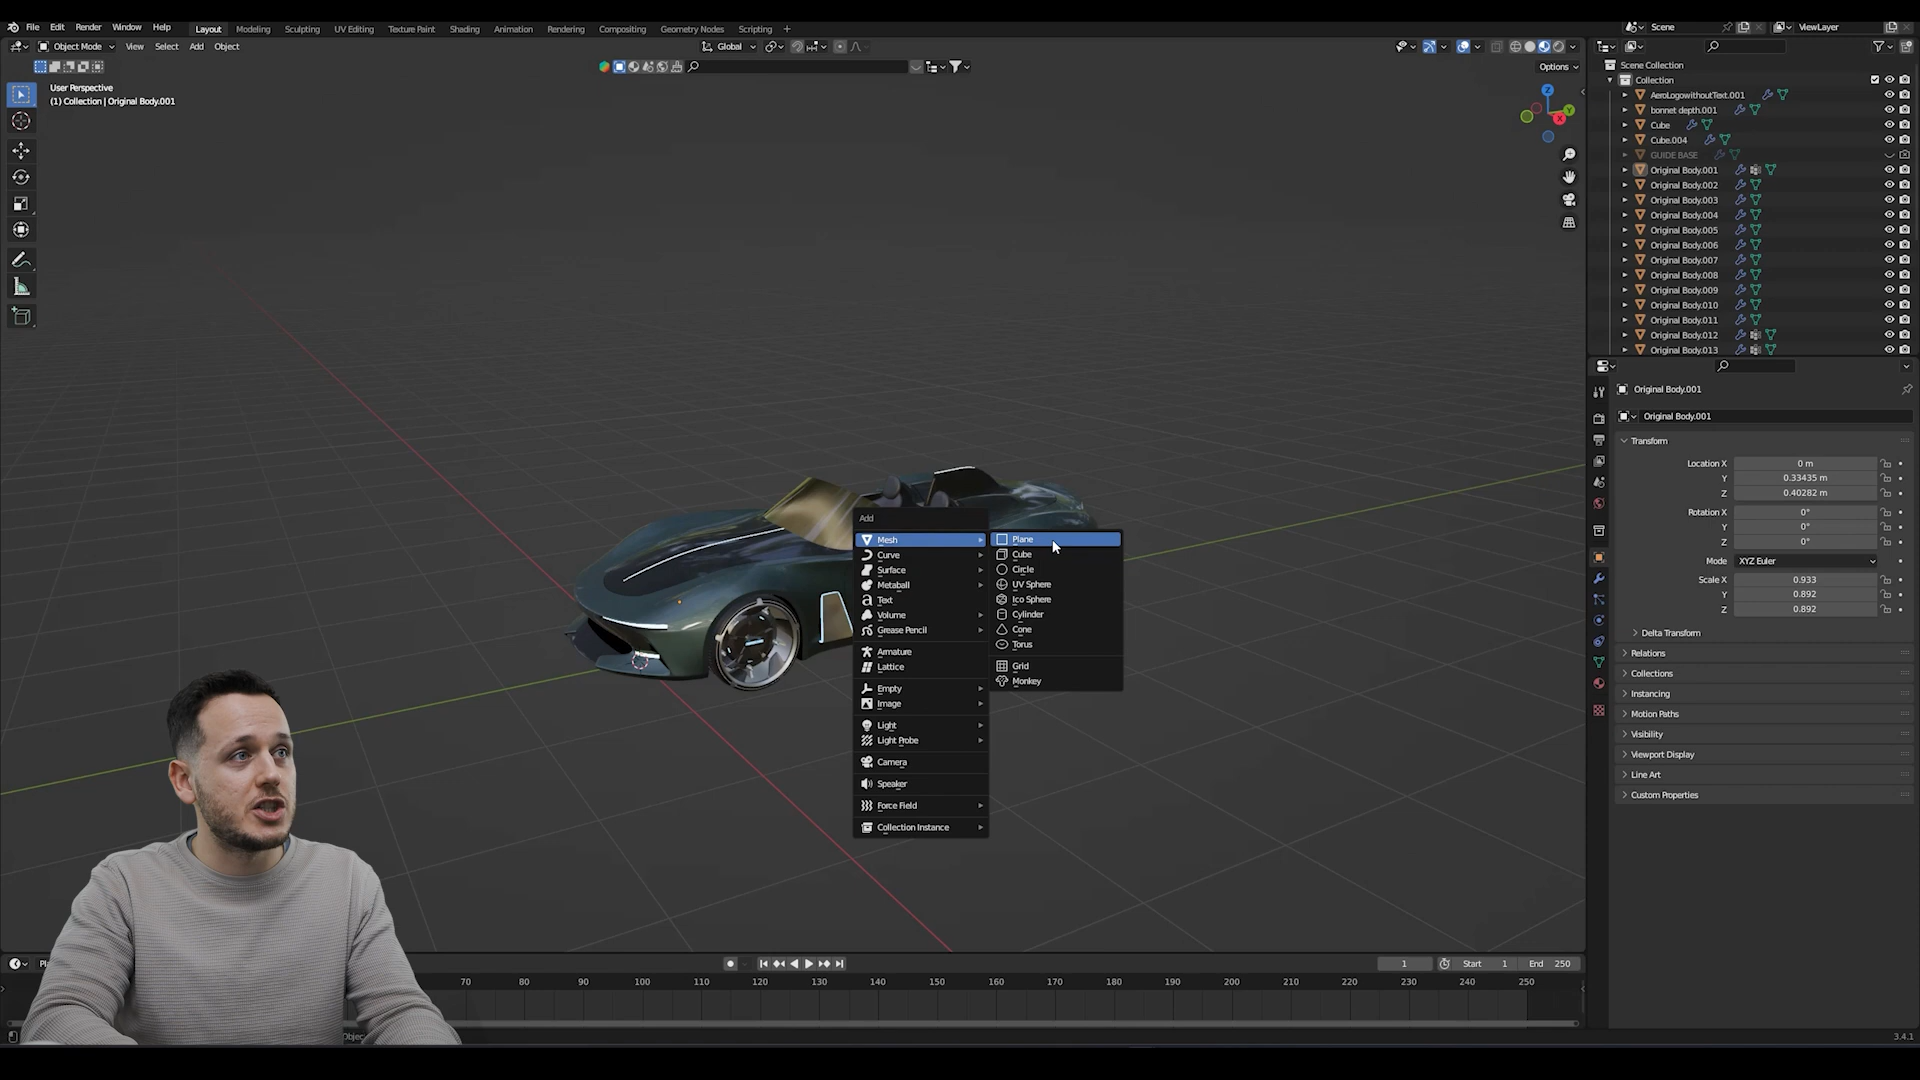 File Edit Render Window Help Layout Modeling Sculpting UV Editing Texture Paint Shading Animation Rendering Compositing Geometry Nodes Scripting + Scene ViewLayer
Object Mode View Select Add Object Global
Options
User Perspective
(1) Collection | Original Body.001
Z
Y
X
Scene Collection
Collection
AeroLogowithoutText.001
bonnet depth.001
Cube
Cube.004
GUIDE BASE
Original Body.001
Original Body.002
Original Body.003
Original Body.004
Original Body.005
Original Body.006
Original Body.007
Original Body.008
Original Body.009
Original Body.010
Original Body.011
Original Body.012
Original Body.013
Original Body.001
Original Body.001
Transform
Location X 0 m
Y 0.33435 m
Z 0.40282 m
Rotation X 0°
Y 0°
Z 0°
Mode XYZ Euler
Scale X 0.933
Y 0.892
Z 0.892
Delta Transform
Relations
Collections
Instancing
Motion Paths
Visibility
Viewport Display
Line Art
Custom Properties
Add
Mesh
Curve
Surface
Metaball
Text
Volume
Grease Pencil
Armature
Lattice
Empty
Image
Light
Light Probe
Camera
Speaker
Force Field
Collection Instance
Plane
Cube
Circle
UV Sphere
Ico Sphere
Cylinder
Cone
Torus
Grid
Monkey
1 Start 1 End 250
70 80 90 100 110 120 130 140 150 160 170 180 190 200 210 220 230 240 250
3.4.1